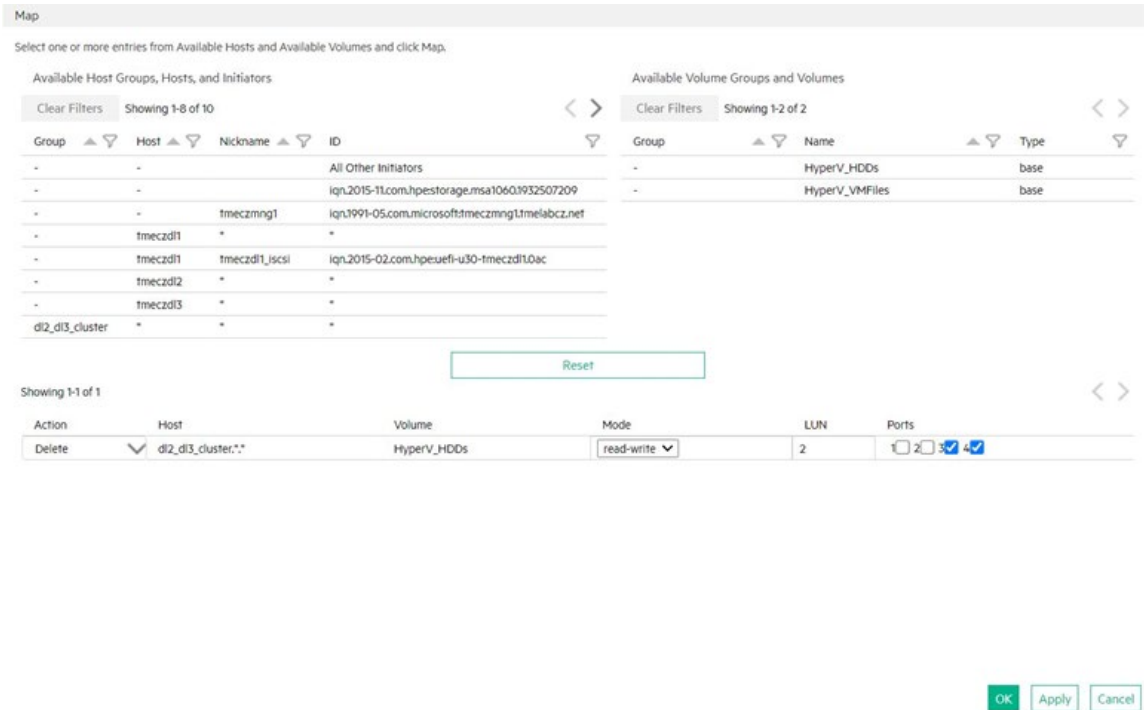 Map
Select one or more entries from Available Hosts and Available Volumes and click Map.
Available Host Groups, Hosts, and Initiators
Clear Filters Showing 1-8 of 10
Group Host Nickname ID
- - All Other Initiators
- - iqn.2015-11.com.hpe:storage.msa1060.1932507209
- - tmeczmng1 iqn.1991-05.com.microsoft:tmeczmng1.tmelabcz.net
- tmeczdl1 * *
- tmeczdl1 tmeczdl1_iscsi iqn.2015-02.com.hpe:uefi-u30-tmeczdl1.0ac
- tmeczdl2 * *
- tmeczdl3 * *
dl2_dl3_cluster * * *
Available Volume Groups and Volumes
Clear Filters Showing 1-2 of 2
Group Name Type
- HyperV_HDDs base
- HyperV_VMFiles base
Reset
Showing 1-1 of 1
Action Host Volume Mode LUN Ports
Delete dl2_dl3_cluster.*.* HyperV_HDDs read-write 2 1 2 3 4
OK Apply Cancel